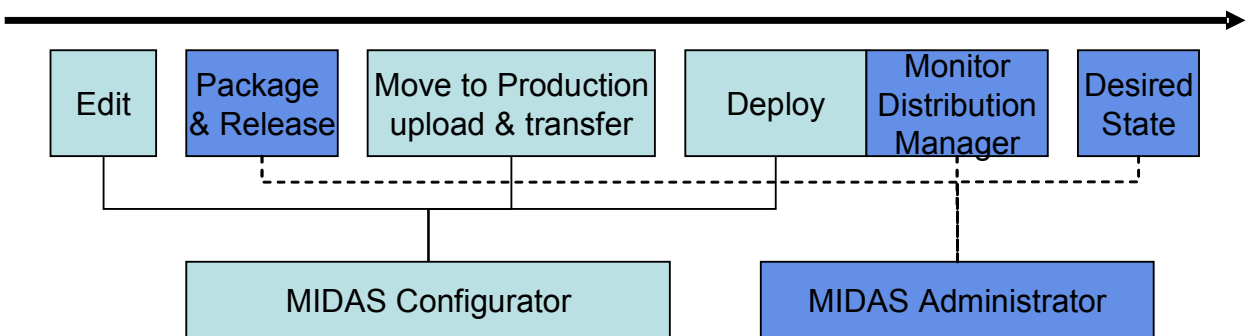 Edit
Package
& Release
Move to Production
upload & transfer
Deploy
Monitor
Distribution
Manager
Desired
State
MIDAS Configurator
MIDAS Administrator